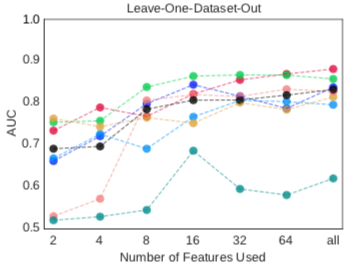 Leave-One-Dataset-Out
1.0
0.9
0.8
0.7
0.6
0.5
AUC
2 4 8 16 32 64 all
Number of Features Used